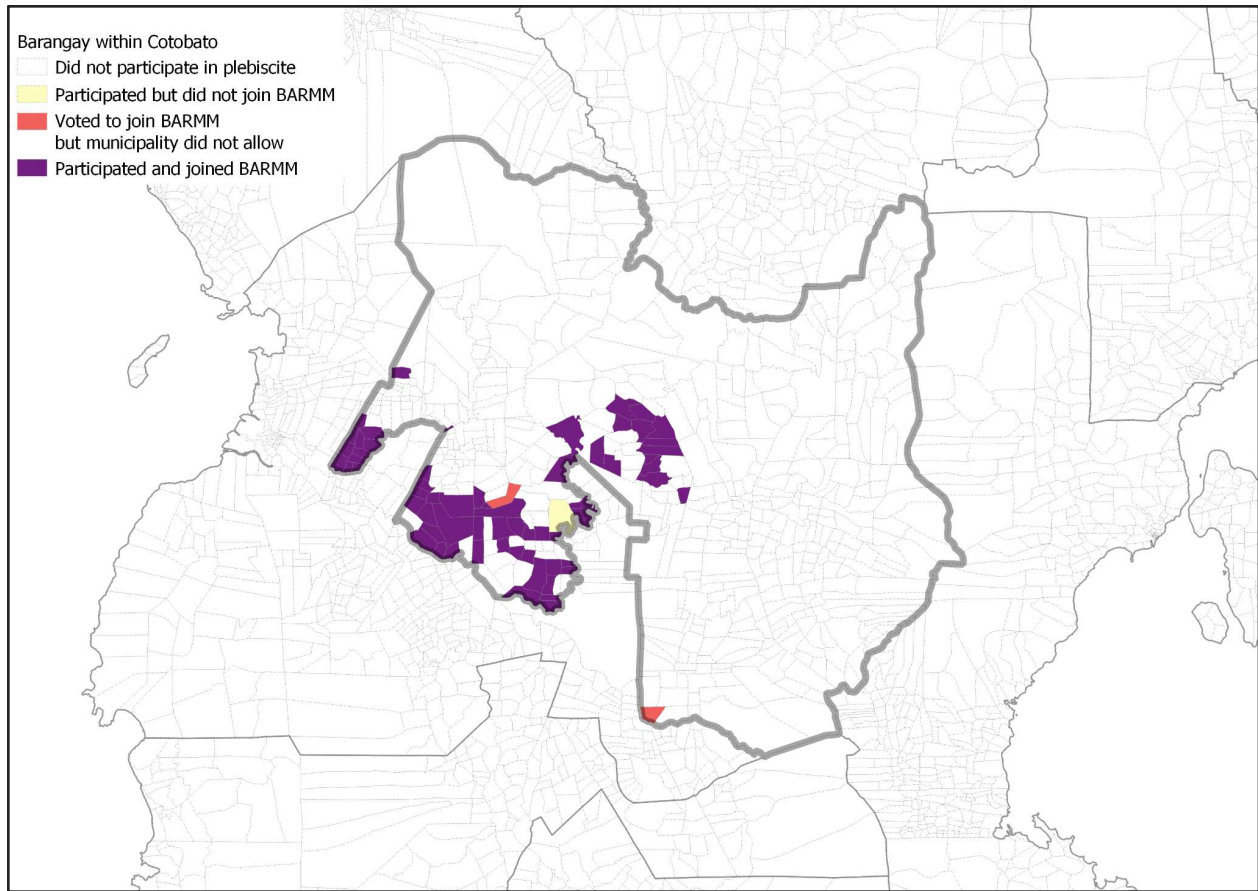 Barangay within Cotobato
Did not participate in plebiscite
Participated but did not join BARMM
Voted to join BARMM
but municipality did not allow
Participated and joined BARMM